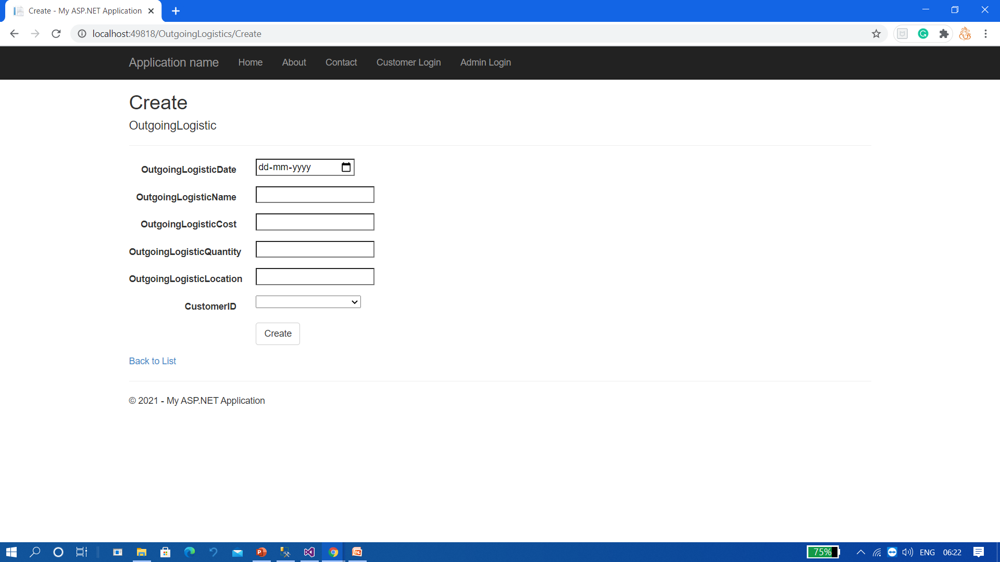 Create - My ASP.NET Application
localhost:49818/OutgoingLogistics/Create
Application name Home About Contact Customer Login Admin Login
Create
OutgoingLogistic
OutgoingLogisticDate dd-mm-yyyy
OutgoingLogisticName
OutgoingLogisticCost
OutgoingLogisticQuantity
OutgoingLogisticLocation
CustomerID
Create
Back to List
© 2021 - My ASP.NET Application
75% ENG 06:22